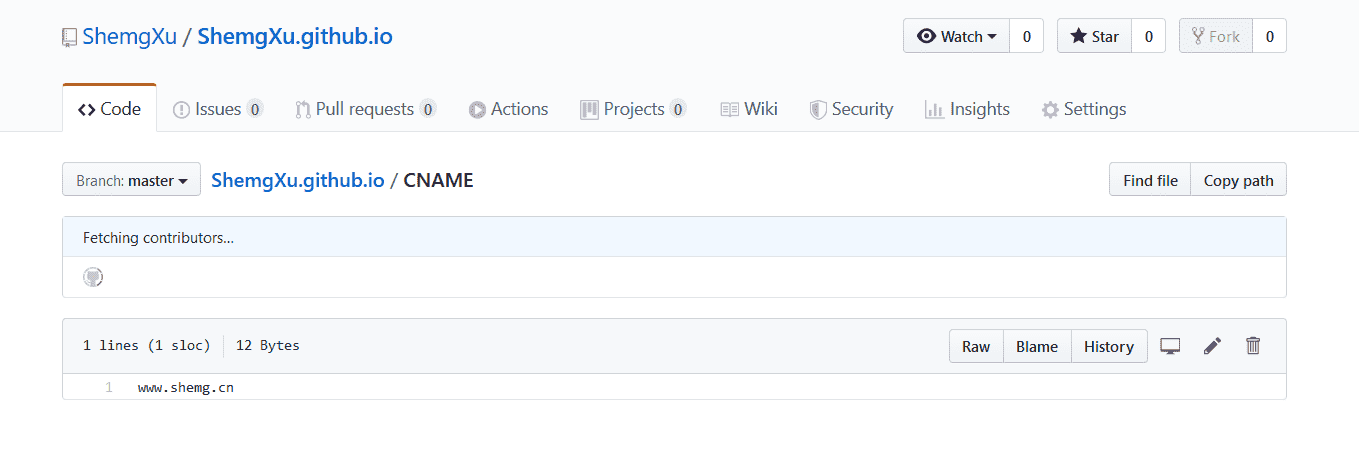 ShemgXu / ShemgXu.github.io
Watch 0 Star 0 Fork 0
Code Issues 0 Pull requests 0 Actions Projects 0 Wiki Security Insights Settings
Branch: master ShemgXu.github.io / CNAME Find file Copy path
Fetching contributors...
1 lines (1 sloc) 12 Bytes Raw Blame History
1 www.shemg.cn